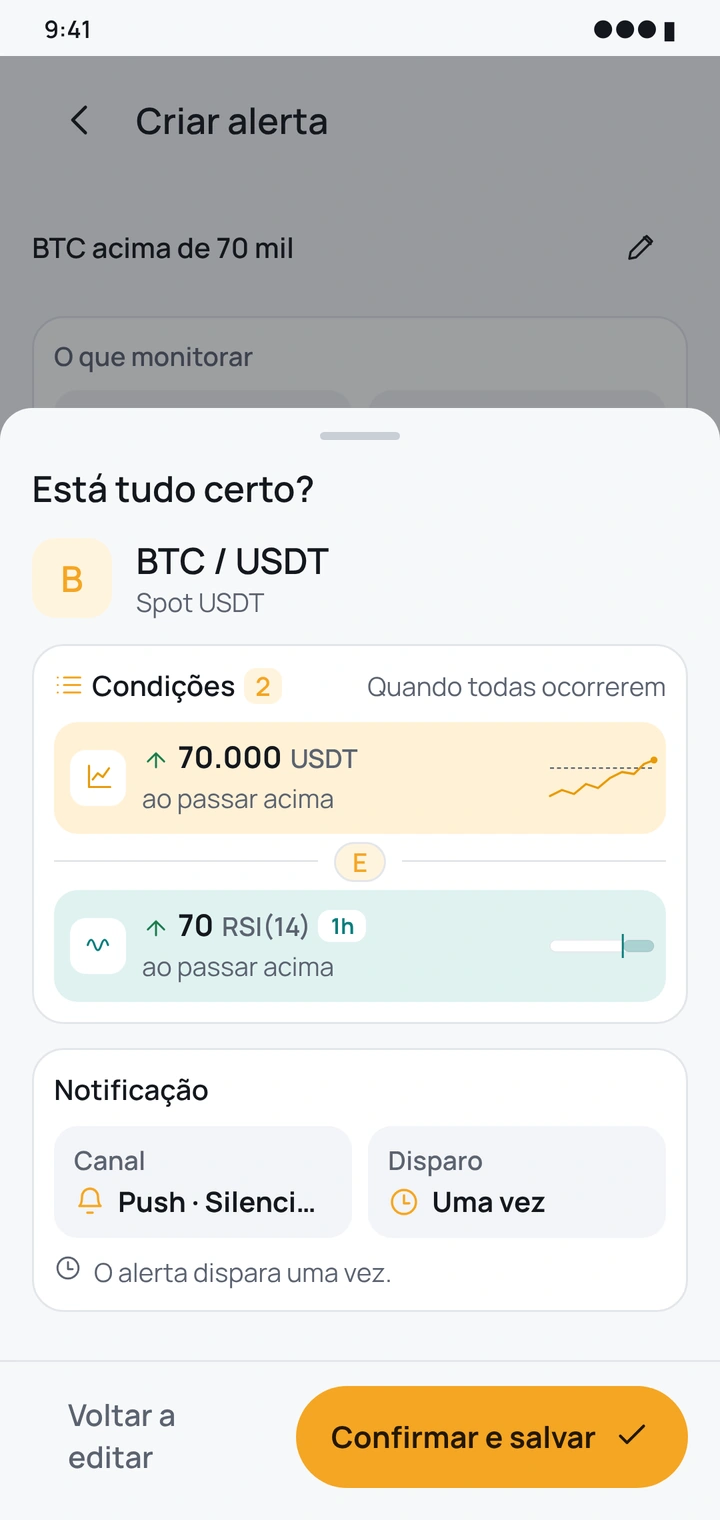 9:41
Criar alerta
BTC acima de 70 mil
O que monitorar
Está tudo certo?
B
BTC / USDT
Spot USDT
Condições 2
Quando todas ocorrerem
70.000 USDT
ao passar acima
E
70 RSI(14) 1h
ao passar acima
Notificação
Canal
Push · Silenci...
Disparo
Uma vez
O alerta dispara uma vez.
Voltar a
editar
Confirmar e salvar